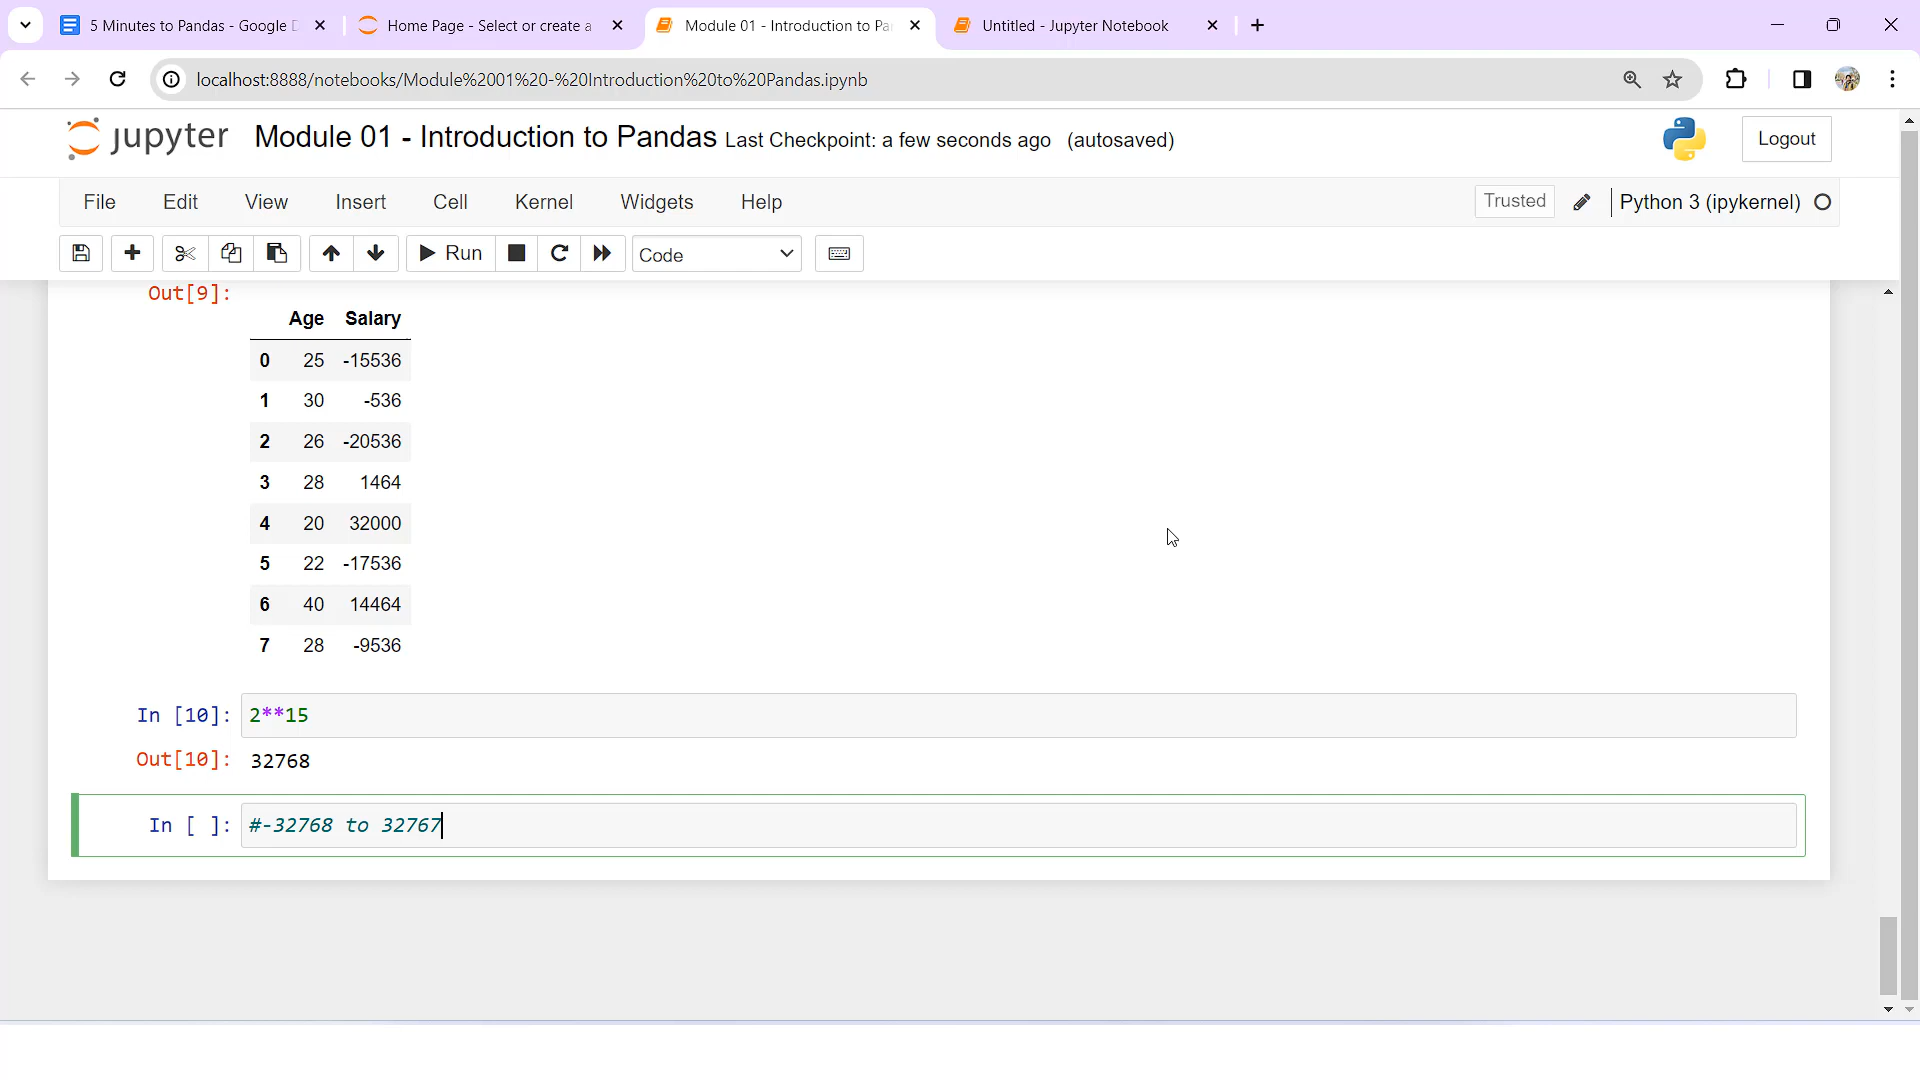 5 Minutes to Pandas - Google D
Home Page - Select or create a
Module 01 - Introduction to Pa
Untitled - Jupyter Notebook
localhost:8888/notebooks/Module%2001%20-%20Introduction%20to%20Pandas.ipynb
jupyter Module 01 - Introduction to Pandas Last Checkpoint: a few seconds ago (autosaved)
Logout
File Edit View Insert Cell Kernel Widgets Help
Trusted
Python 3 (ipykernel)
Run
Code
Out[9]:
Age Salary
0 25 -15536
1 30 -536
2 26 -20536
3 28 1464
4 20 32000
5 22 -17536
6 40 14464
7 28 -9536
In [10]: 2**15
Out[10]: 32768
In [ ]: #-32768 to 32767